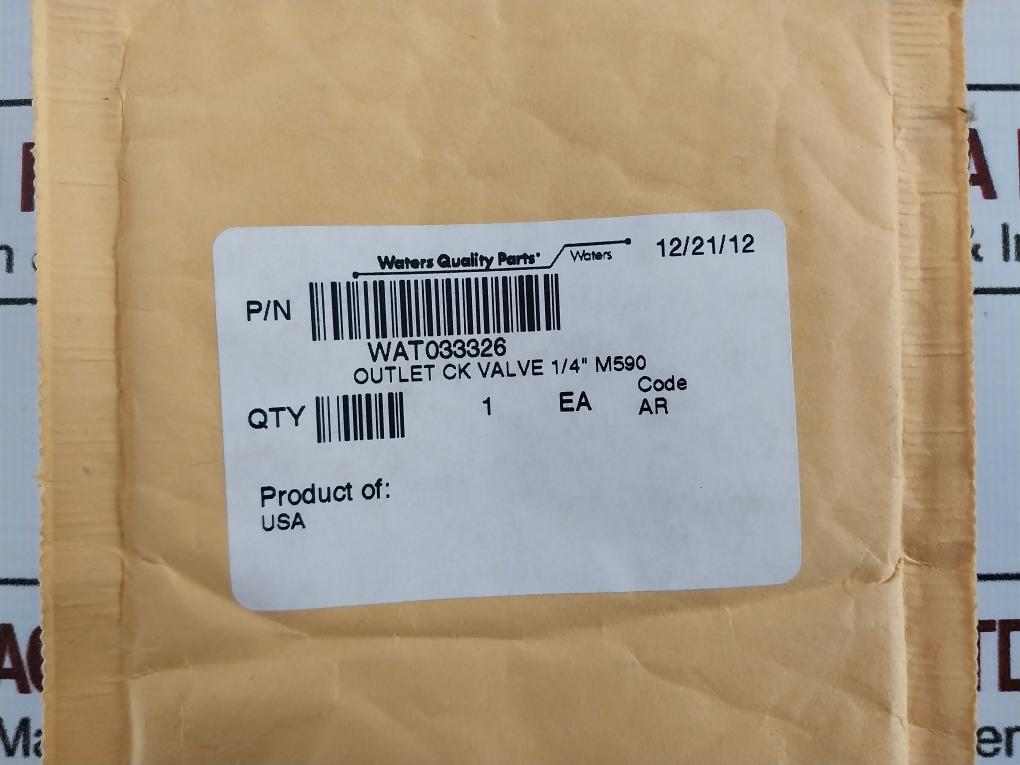 Waters Quality Parts
Waters
12/21/12
P/N
WAT033326
OUTLET CK VALVE 1/4" M590
Code
QTY 1 EA AR
Product of:
USA